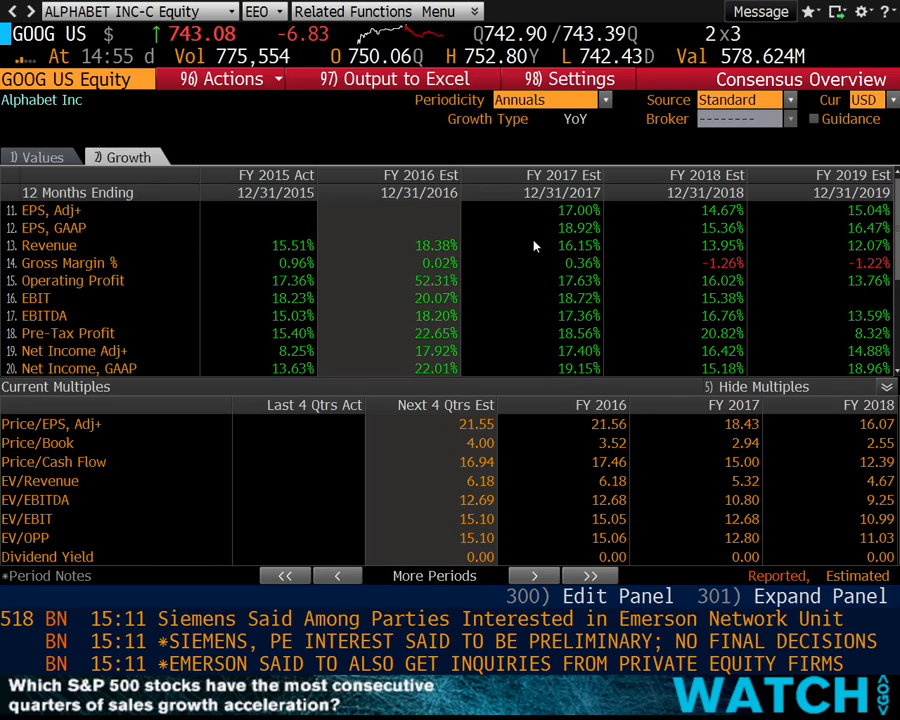 ALPHABET INC-C Equity EEO Related Functions Menu Message
GOOG US $ ↑ 743.08 -6.83 Q742.90 /743.39Q 2x3
At 14:55 d Vol 775,554 O 750.06Q H 752.80Y L 742.43D Val 578.624M
GOOG US Equity 96) Actions 97) Output to Excel 98) Settings Consensus Overview
Alphabet Inc Periodicity Annuals Source Standard Cur USD
Growth Type YoY Broker -------- Guidance
1) Values 2) Growth
FY 2015 Act FY 2016 Est FY 2017 Est FY 2018 Est FY 2019 Est
12 Months Ending 12/31/2015 12/31/2016 12/31/2017 12/31/2018 12/31/2019
11. EPS, Adj+ 17.00% 14.67% 15.04%
12. EPS, GAAP 18.92% 15.36% 16.47%
13. Revenue 15.51% 18.38% 16.15% 13.95% 12.07%
14. Gross Margin % 0.96% 0.02% 0.36% -1.26% -1.22%
15. Operating Profit 17.36% 52.31% 17.63% 16.02% 13.76%
16. EBIT 18.23% 20.07% 18.72% 15.38%
17. EBITDA 15.03% 18.20% 17.36% 16.76% 13.59%
18. Pre-Tax Profit 15.40% 22.65% 18.56% 20.82% 8.32%
19. Net Income Adj+ 8.25% 17.92% 17.40% 16.42% 14.88%
20. Net Income, GAAP 13.63% 22.01% 19.15% 15.18% 18.96%
Current Multiples 5) Hide Multiples
Last 4 Qtrs Act Next 4 Qtrs Est FY 2016 FY 2017 FY 2018
Price/EPS, Adj+ 21.55 21.56 18.43 16.07
Price/Book 4.00 3.52 2.94 2.55
Price/Cash Flow 16.94 17.46 15.00 12.39
EV/Revenue 6.18 6.18 5.32 4.67
EV/EBITDA 12.69 12.68 10.80 9.25
EV/EBIT 15.10 15.05 12.68 10.99
EV/OPP 15.10 15.06 12.80 11.03
Dividend Yield 0.00 0.00 0.00 0.00
*Period Notes << < More Periods > >> Reported, Estimated
300) Edit Panel 301) Expand Panel
518 BN 15:11 Siemens Said Among Parties Interested in Emerson Network Unit
BN 15:11 *SIEMENS, PE INTEREST SAID TO BE PRELIMINARY; NO FINAL DECISIONS
BN 15:11 *EMERSON SAID TO ALSO GET INQUIRIES FROM PRIVATE EQUITY FIRMS
Which S&P 500 stocks have the most consecutive
quarters of sales growth acceleration?
WATCH <GO>